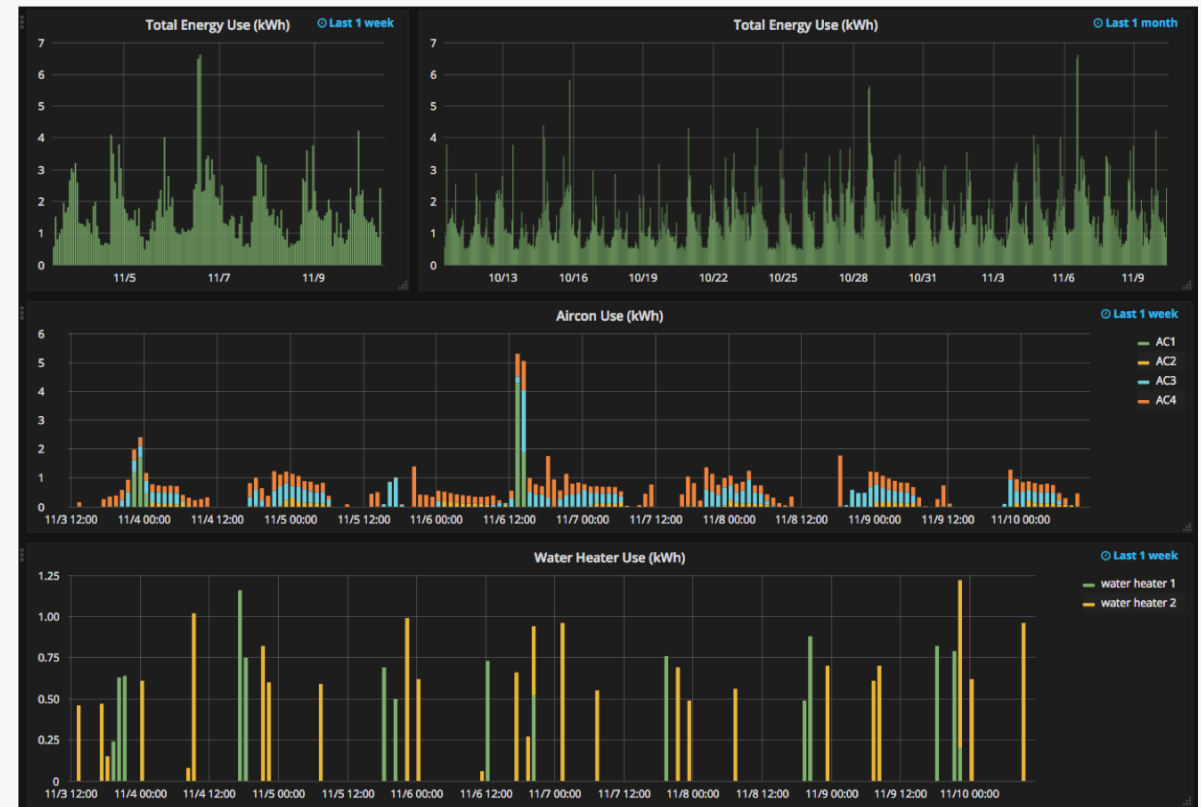 Total Energy Use (kWh) Last 1 week
7
6
5
4
3
2
1
0
11/5 11/7 11/9
Total Energy Use (kWh) Last 1 month
7
6
5
4
3
2
1
0
10/13 10/16 10/19 10/22 10/25 10/28 10/31 11/3 11/6 11/9
Aircon Use (kWh) Last 1 week
6
5
4
3
2
1
0
11/3 12:00 11/4 00:00 11/4 12:00 11/5 00:00 11/5 12:00 11/6 00:00 11/6 12:00 11/7 00:00 11/7 12:00 11/8 00:00 11/8 12:00 11/9 00:00 11/9 12:00 11/10 00:00
AC1
AC2
AC3
AC4
Water Heater Use (kWh) Last 1 week
1.25
1.00
0.75
0.50
0.25
0
11/3 12:00 11/4 00:00 11/4 12:00 11/5 00:00 11/5 12:00 11/6 00:00 11/6 12:00 11/7 00:00 11/7 12:00 11/8 00:00 11/8 12:00 11/9 00:00 11/9 12:00 11/10 00:00
water heater 1
water heater 2